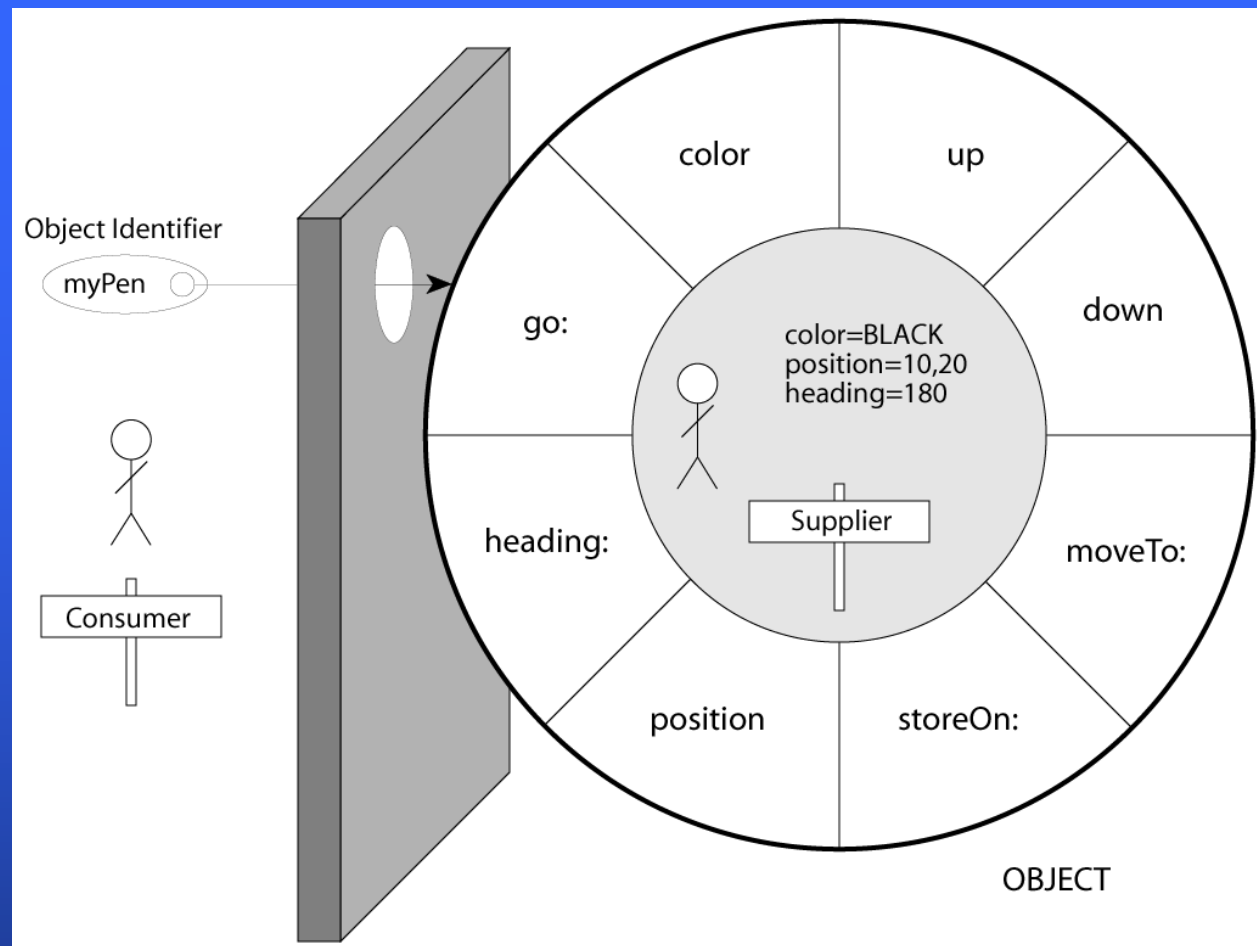 Object Identifier
myPen
Consumer
color
up
go:
down
color=BLACK
position=10,20
heading=180
Supplier
heading:
moveTo:
position
storeOn:
OBJECT